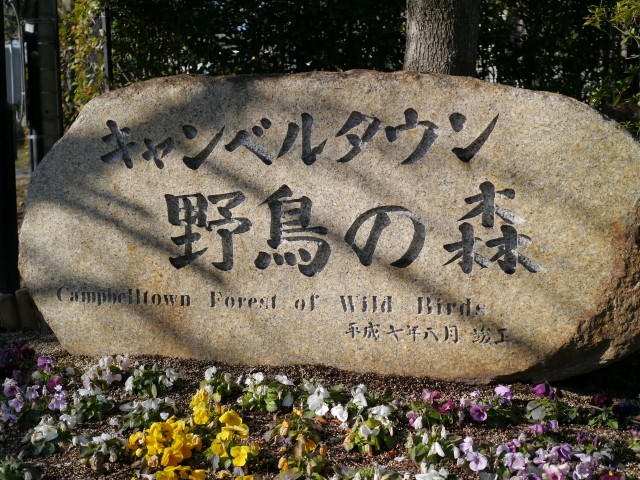 キャンベルタウン
野鳥の森
Campbelltown Forest of Wild Birds
平成七年八月 竣工